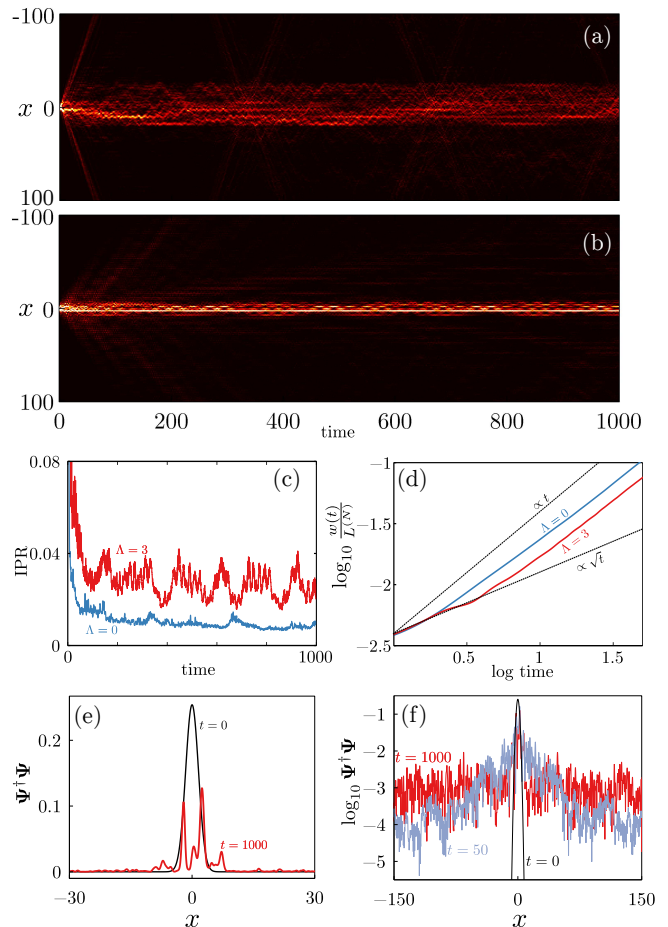 -100
(a)
x 0
100
-100
(b)
x 0
100
0 200 400 600 800 1000
time
0.08
(c)
Λ = 3
IPR
0.04
Λ = 0
0
0 1000
time
-1
(d)
∝ t
Λ = 0
log₁₀ w(t)/L^(N)
-1.5
Λ = 3
-2
∝ √t
-2.5
0.5 1 1.5
log time
(e)
0.2
t = 0
Ψ†Ψ
0.1
t = 1000
0
-30 0 30
x
(f)
-1
t = 1000
-2
log₁₀ Ψ†Ψ
-3
-4
t = 50
t = 0
-5
-150 0 150
x